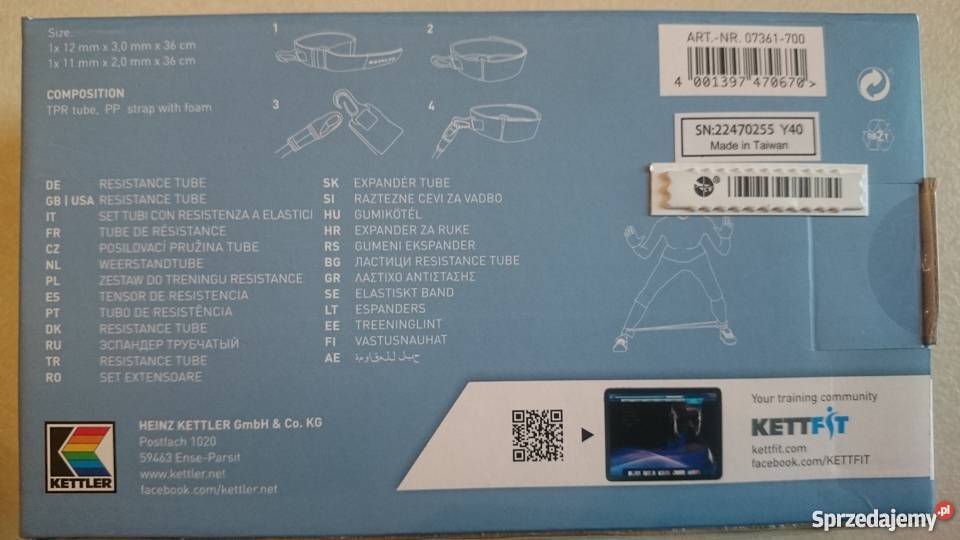 Size:
1x 12 mm x 3,0 mm x 36 cm
1x 11 mm x 2,0 mm x 36 cm
COMPOSITION
TPR tube, PP strap with foam
1
2
3
4
KETTLER
ART.-NR. 07361-700
4 001397 470670 >
SN:22470255 Y40
Made in Taiwan
21
DE RESISTANCE TUBE
GB | USA RESISTANCE TUBE
IT SET TUBI CON RESISTENZA A ELASTICI
FR TUBE DE RÉSISTANCE
CZ POSILOVACÍ PRUŽINA TUBE
NL WEERSTANDTUBE
PL ZESTAW DO TRENINGU RESISTANCE
ES TENSOR DE RESISTENCIA
PT TUBO DE RESISTÊNCIA
DK RESISTANCE TUBE
RU ЭСПАНДЕР ТРУБЧАТЫЙ
TR RESISTANCE TUBE
RO SET EXTENSOARE
SK EXPANDÉR TUBE
SI RAZTEZNE CEVI ZA VADBO
HU GUMIKÖTÉL
HR EXPANDER ZA RUKE
RS GUMENI EKSPANDER
BG ЛАСТИЦИ RESISTANCE TUBE
GR ΛΑΣΤΙΧΟ ΑΝΤΙΣΤΑΣΗΣ
SE ELASTISKT BAND
LT ESPANDERS
EE TREENINGLINT
FI VASTUSNAUHAT
AE حبل للمقاومة
KETTLER
HEINZ KETTLER GmbH & Co. KG
Postfach 1020
59463 Ense-Parsit
www.kettler.net
facebook.com/kettler.net
Your training community
KETTFIT
kettfit.com
facebook.com/KETTFIT
Sprzedajemy.pl